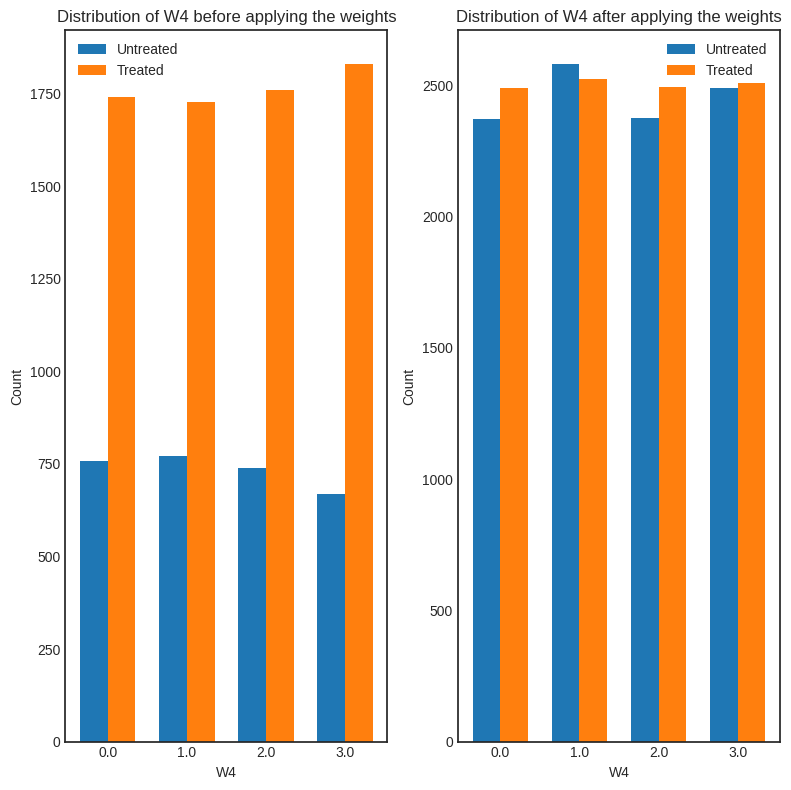 Distribution of W4 before applying the weights
Untreated
Treated
1750
1500
1250
1000
750
500
250
0
Count
0.0 1.0 2.0 3.0
W4
Distribution of W4 after applying the weights
Untreated
Treated
2500
2000
1500
1000
500
0
Count
0.0 1.0 2.0 3.0
W4